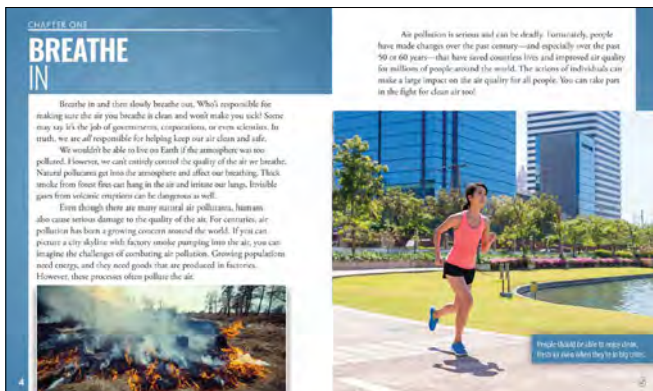 CHAPTER ONE
BREATHE
IN
Breathe in and then slowly breathe out. Who's responsible for
making sure the air you breathe is clean and won't make you sick? Some
may say it's the job of governments, corporations, or even scientists. In
truth, we are all responsible for helping keep our air clean and safe.
We wouldn't be able to live on Earth if the atmosphere was too
polluted. However, we can't entirely control the quality of the air we breathe.
Natural pollutants get into the atmosphere and affect our breathing. Thick
smoke from forest fires can hang in the air and irritate our lungs. Invisible
gases from volcanic eruptions can be dangerous as well.
Even though there are many natural air pollutants, humans
also cause serious damage to the quality of the air. For centuries, air
pollution has been a growing concern around the world. If you can
picture a city skyline with factory smoke pumping into the air, you can
imagine the challenges of combating air pollution. Growing populations
need energy, and they need goods that are produced in factories.
However, these processes often pollute the air.
4
Air pollution is serious and can be deadly. Fortunately, people
have made changes over the past century—and especially over the past
50 or 60 years—that have saved countless lives and improved air quality
for millions of people around the world. The actions of individuals can
make a large impact on the air quality for all people. You can take part
in the fight for clean air too!
People should be able to enjoy clean,
fresh air even when they're in big cities.